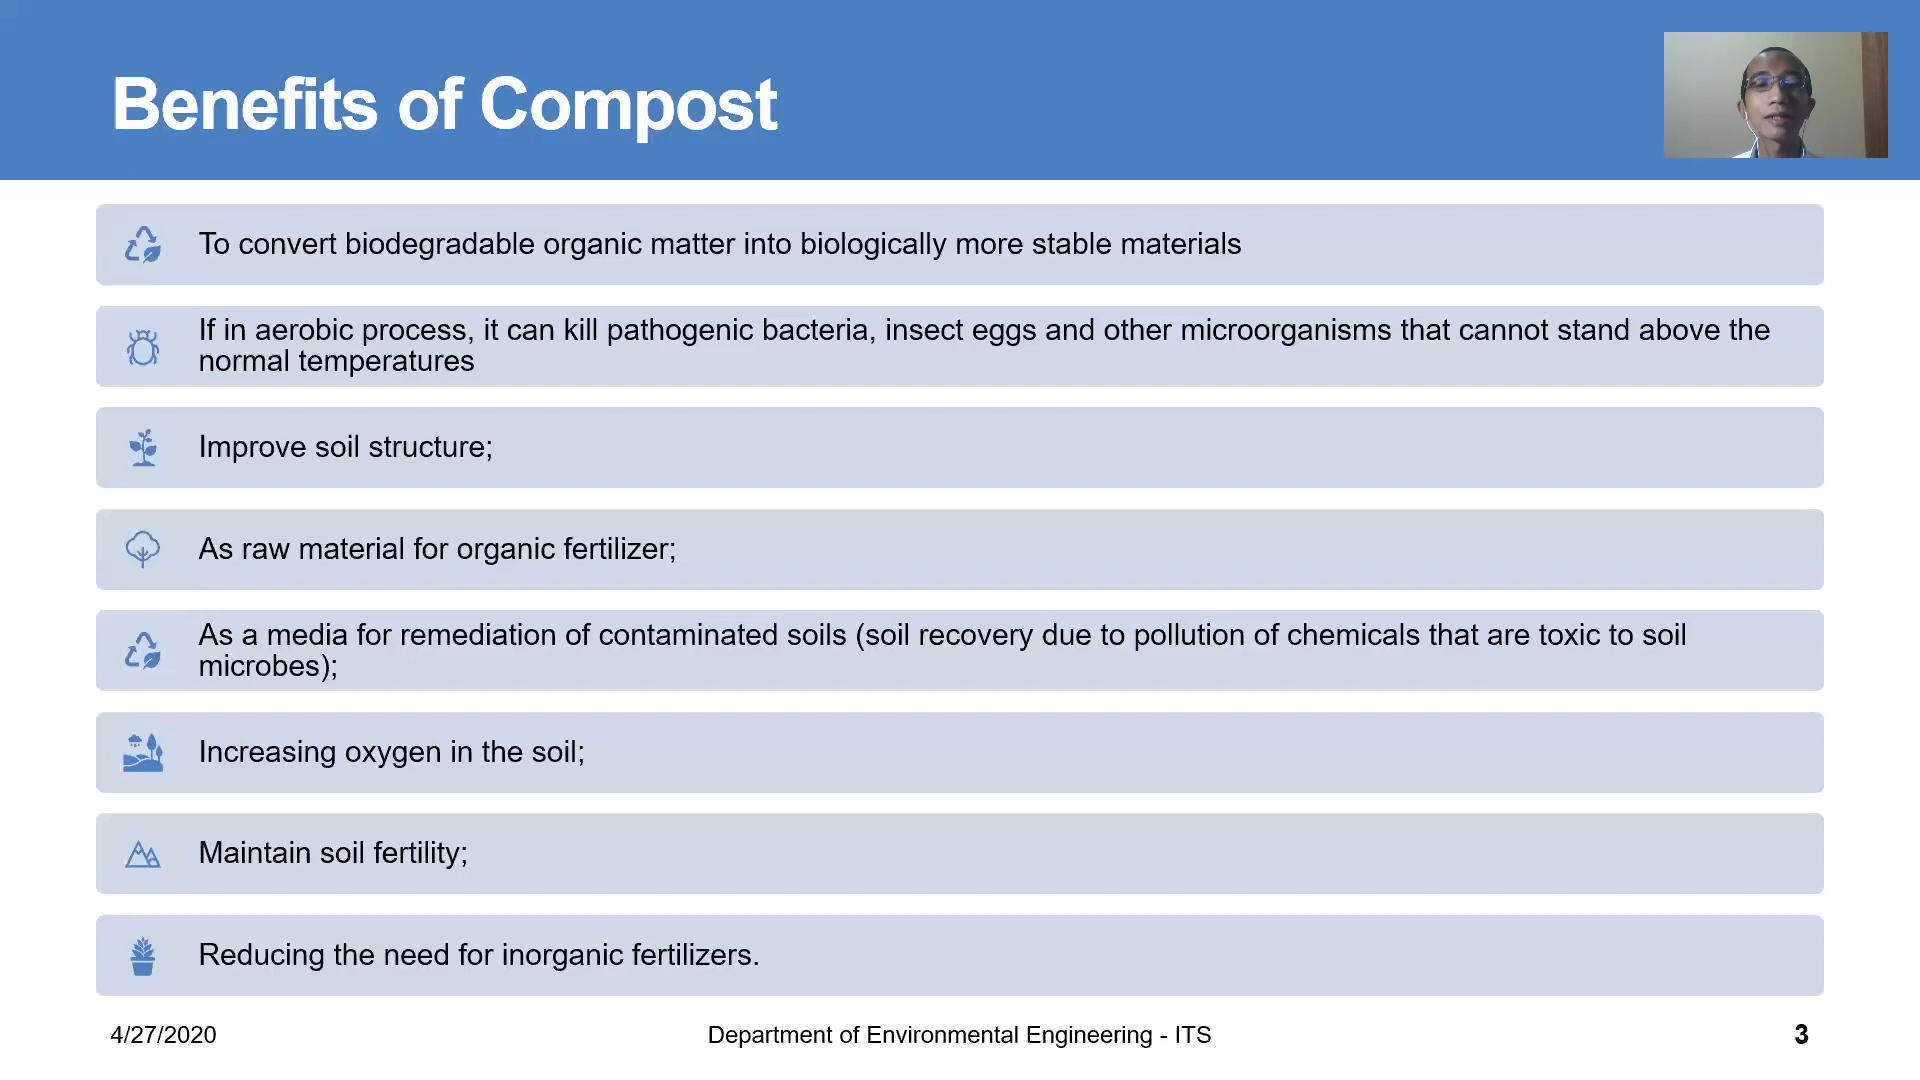 Benefits of Compost
To convert biodegradable organic matter into biologically more stable materials
If in aerobic process, it can kill pathogenic bacteria, insect eggs and other microorganisms that cannot stand above the
normal temperatures
Improve soil structure;
As raw material for organic fertilizer;
As a media for remediation of contaminated soils (soil recovery due to pollution of chemicals that are toxic to soil
microbes);
Increasing oxygen in the soil;
Maintain soil fertility;
Reducing the need for inorganic fertilizers.
4/27/2020
Department of Environmental Engineering - ITS
3